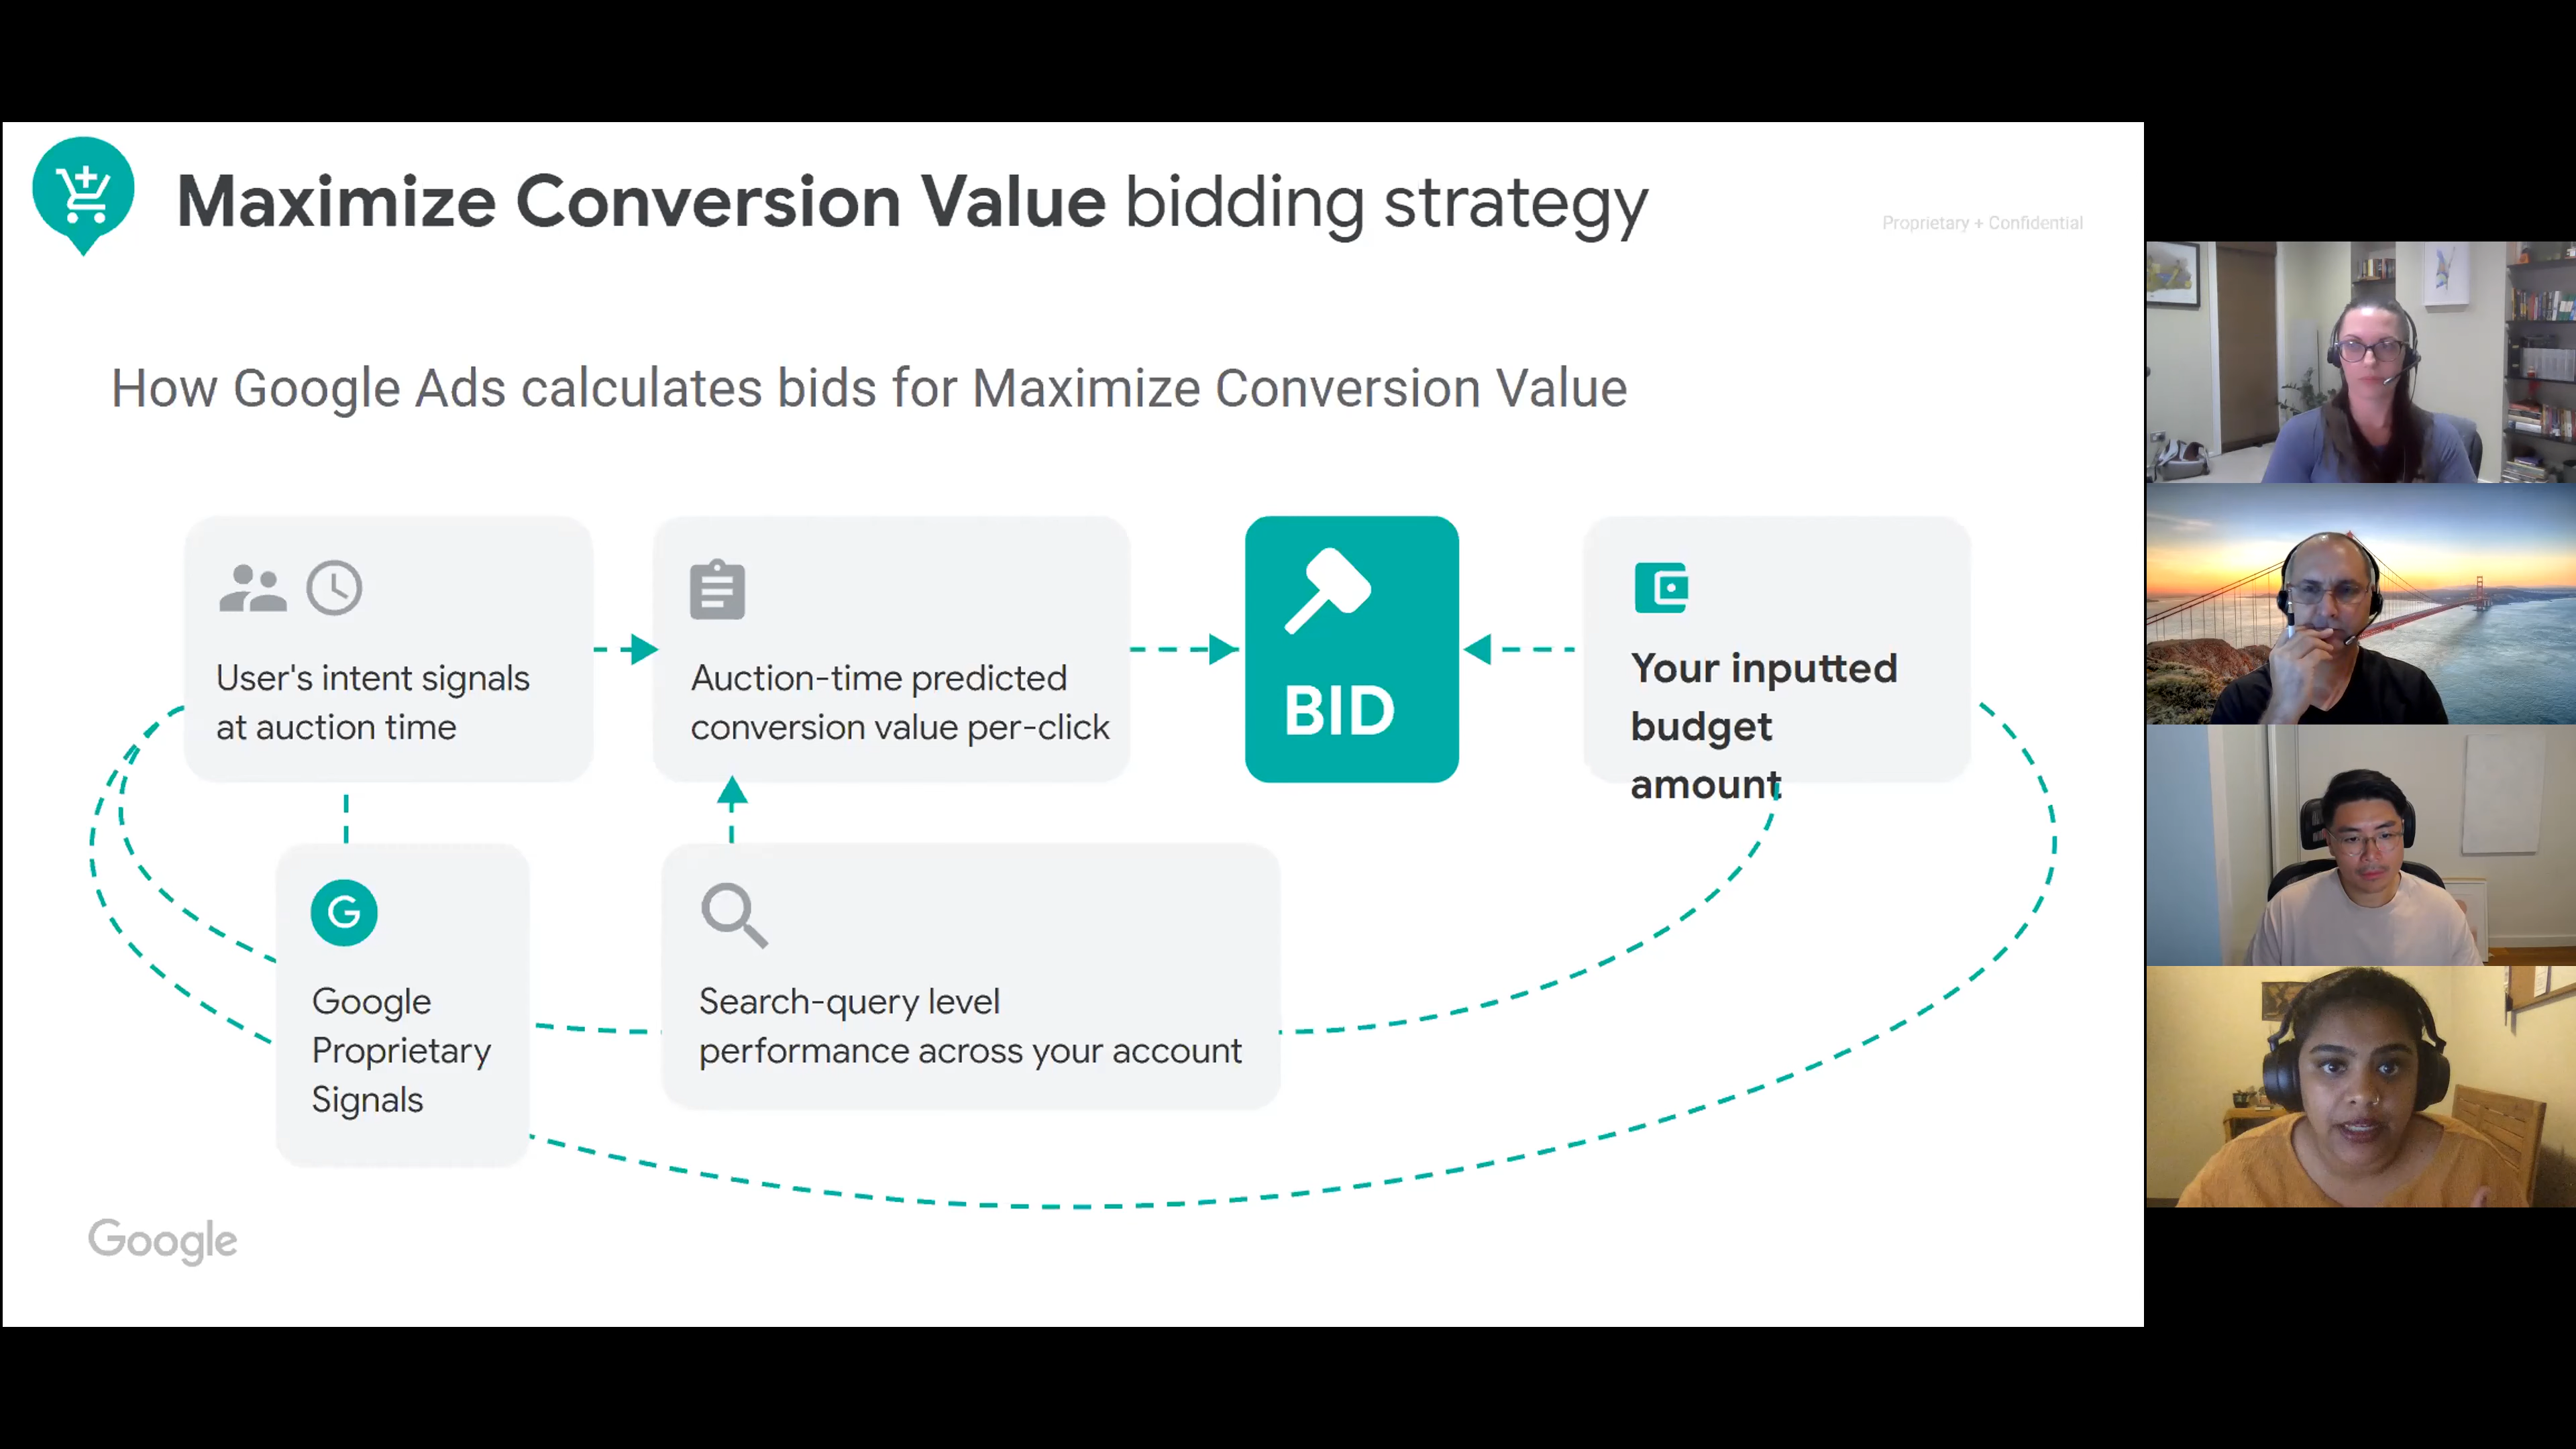 Maximize Conversion Value bidding strategy
Proprietary + Confidential
How Google Ads calculates bids for Maximize Conversion Value
User's intent signals
at auction time
Auction-time predicted
conversion value per-click
BID
Your inputted
budget
amount
G
Google
Proprietary
Signals
Search-query level
performance across your account
Google